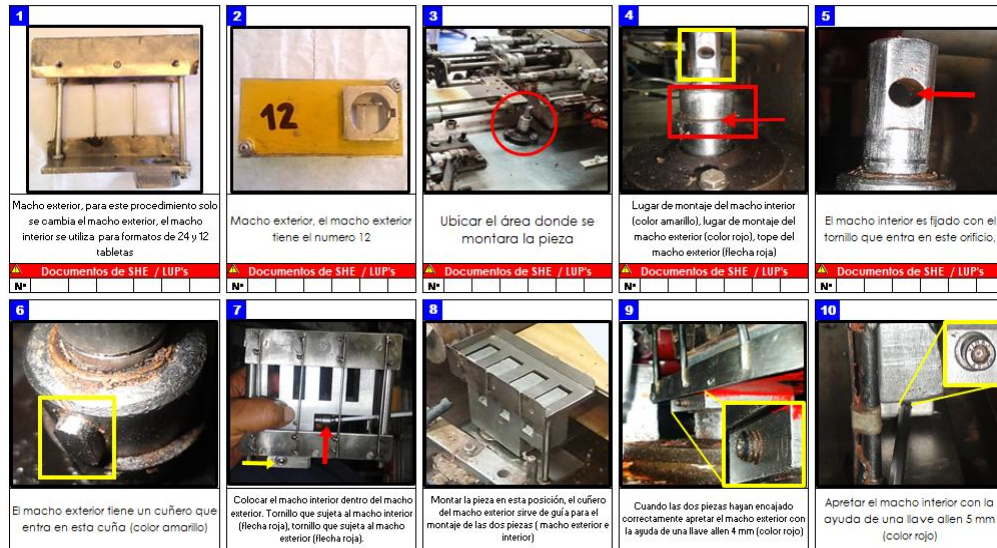 1
Macho exterior, para este procedimiento solo
se cambia el macho exterior, el macho
interior se utiliza para formatos de 24 y 12
tabletas
Documentos de SHE / LUP's
N°
2
12
Macho exterior, el macho exterior
tiene el numero 12
Documentos de SHE / LUP's
N°
3
Ubicar el área donde se
montara la pieza
Documentos de SHE / LUP's
N°
4
Lugar de montaje del macho interior
(color amarillo), lugar de montaje del
macho exterior (color rojo), tope del
macho exterior (flecha roja)
Documentos de SHE / LUP's
N°
5
El macho interior es fijado con el
tornillo que entra en este orificio,
Documentos de SHE / LUP's
N°
6
El macho exterior tiene un cuñero que
entra en esta cuña (color amarillo)
7
Colocar el macho interior dentro del macho
exterior. Tornillo que sujeta al macho interior
(flecha roja), tornillo que sujeta al macho
exterior (flecha roja).
8
Montar la pieza en esta posición, el cuñero
del macho exterior sirve de guía para el
montaje de las dos piezas ( macho exterior e
interior)
9
Cuando las dos piezas hayan encajado
correctamente apretar el macho exterior con
la ayuda de una llave allen 4 mm (color rojo)
10
Apretar el macho interior con la
ayuda de una llave allen 5 mm
(color rojo)